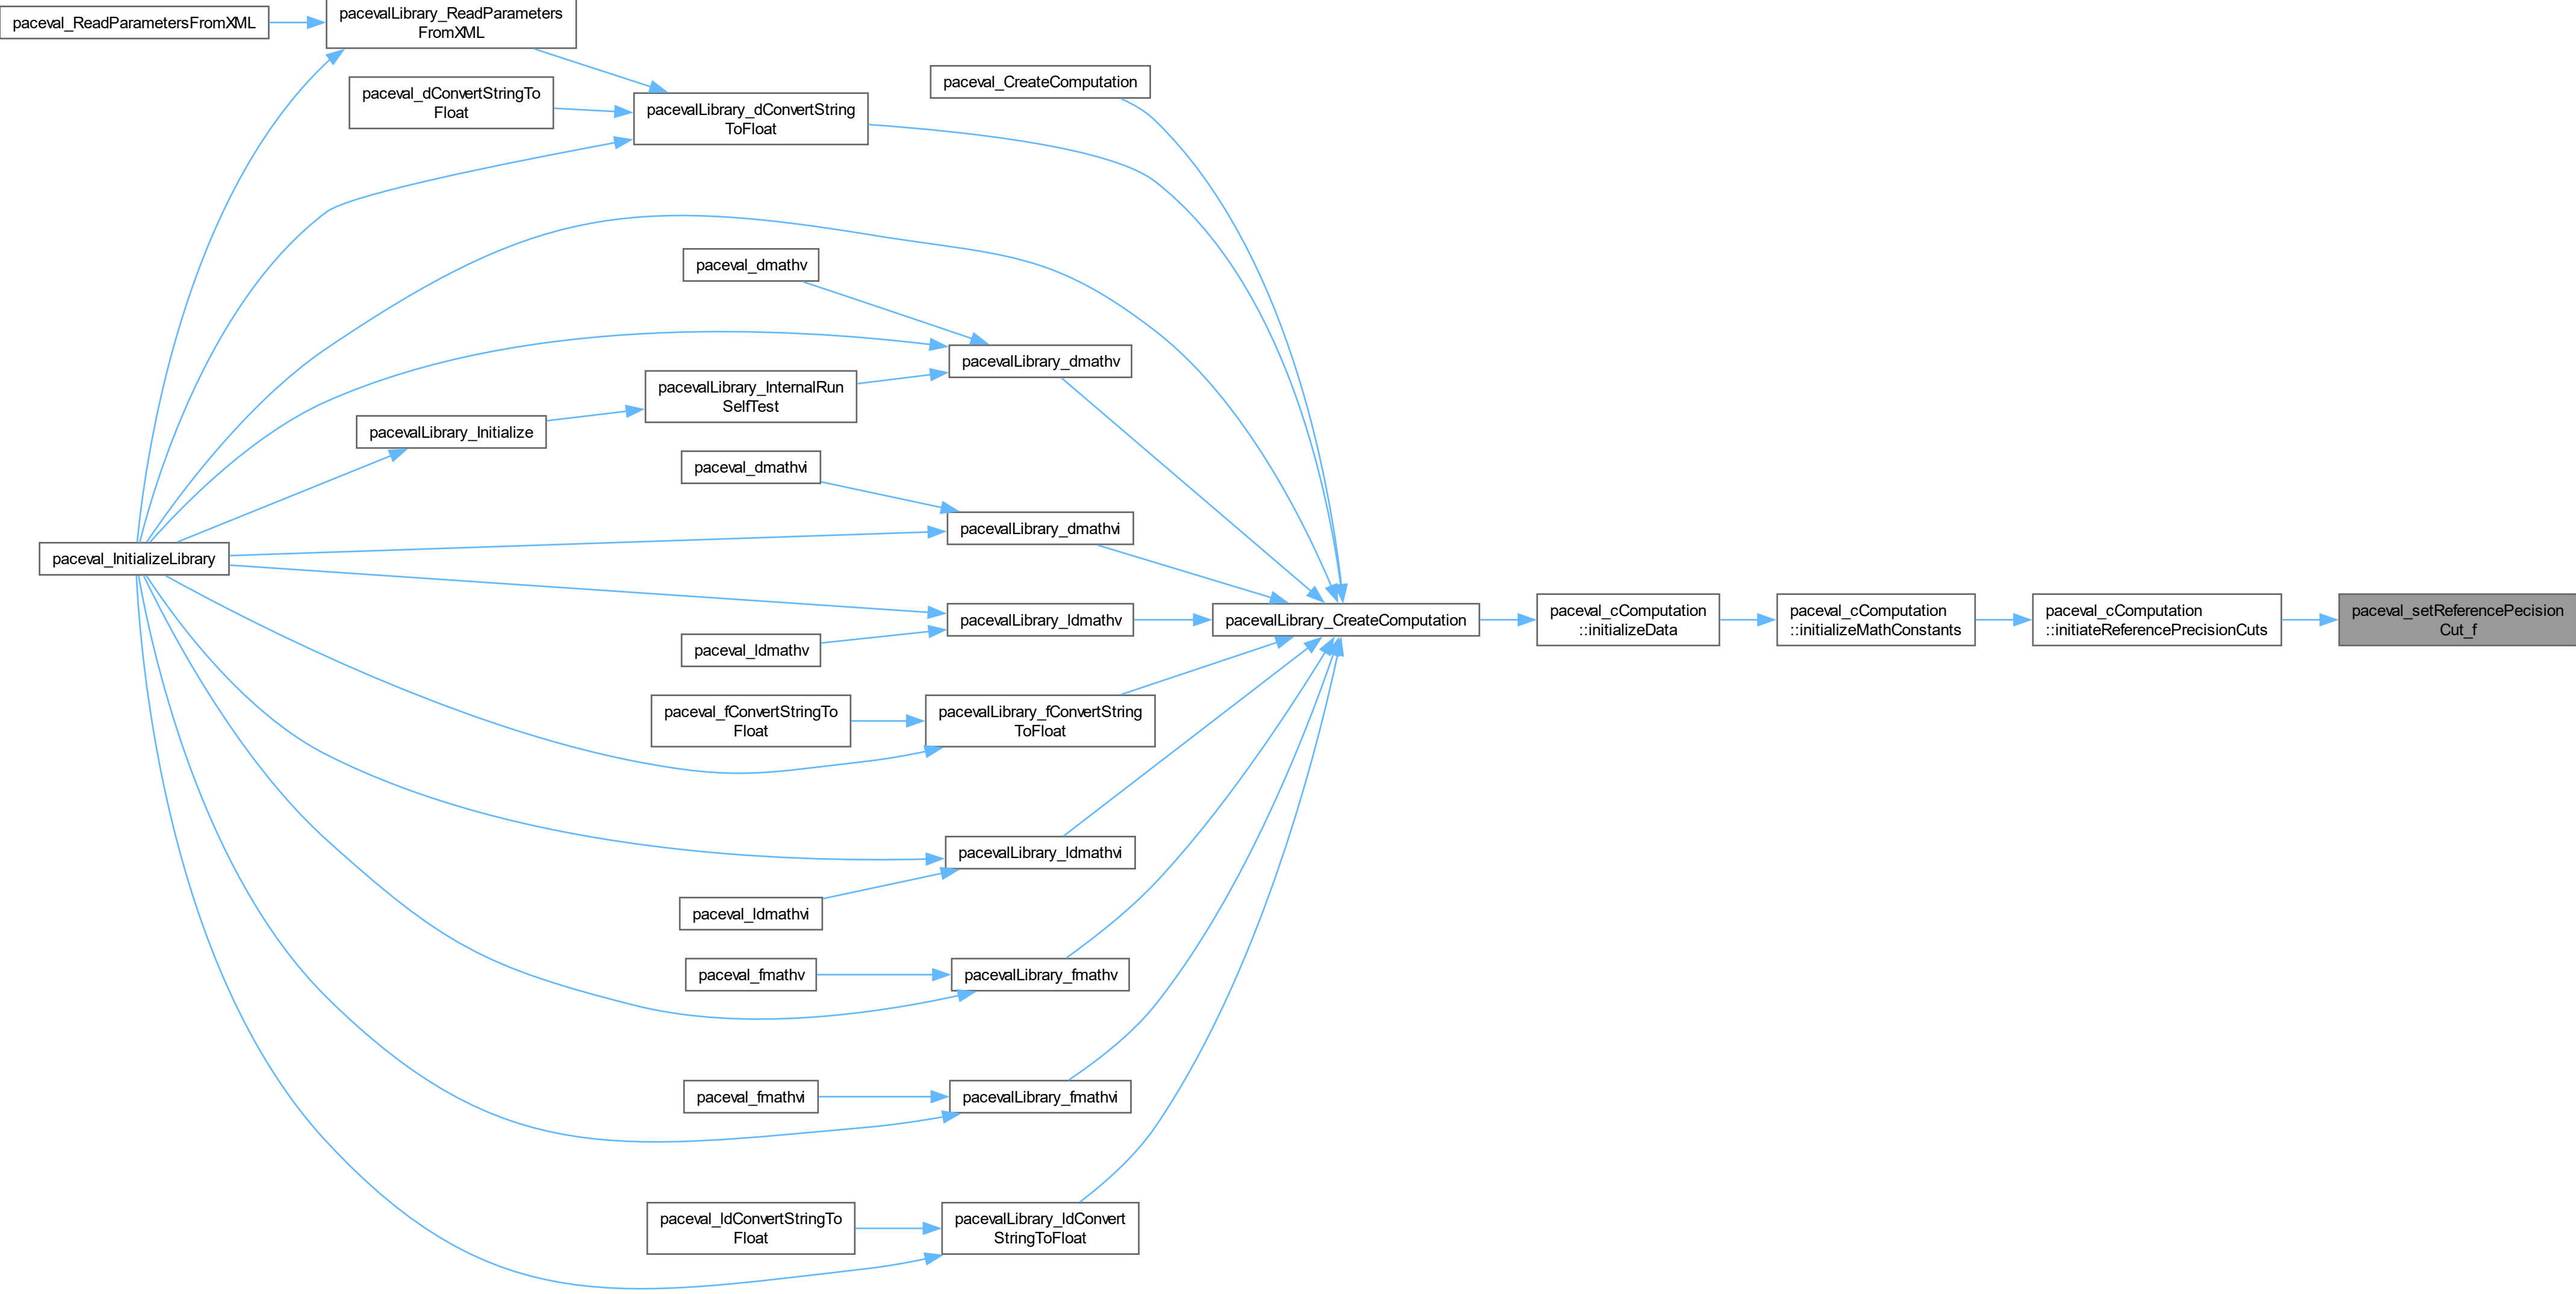 paceval_ReadParametersFromXML
pacevalLibrary_ReadParameters
FromXML
paceval_dConvertStringTo
Float
pacevalLibrary_dConvertString
ToFloat
paceval_CreateComputation
paceval_dmathv
pacevalLibrary_dmathv
pacevalLibrary_InternalRun
SelfTest
pacevalLibrary_Initialize
paceval_dmathvi
pacevalLibrary_dmathvi
paceval_InitializeLibrary
pacevalLibrary_ldmathv
paceval_ldmathv
pacevalLibrary_CreateComputation
paceval_cComputation
::initializeData
paceval_cComputation
::initializeMathConstants
paceval_cComputation
::initiateReferencePrecisionCuts
paceval_setReferencePecision
Cut_f
paceval_fConvertStringTo
Float
pacevalLibrary_fConvertString
ToFloat
pacevalLibrary_ldmathvi
paceval_ldmathvi
paceval_fmathv
pacevalLibrary_fmathv
paceval_fmathvi
pacevalLibrary_fmathvi
paceval_ldConvertStringTo
Float
pacevalLibrary_ldConvert
StringToFloat